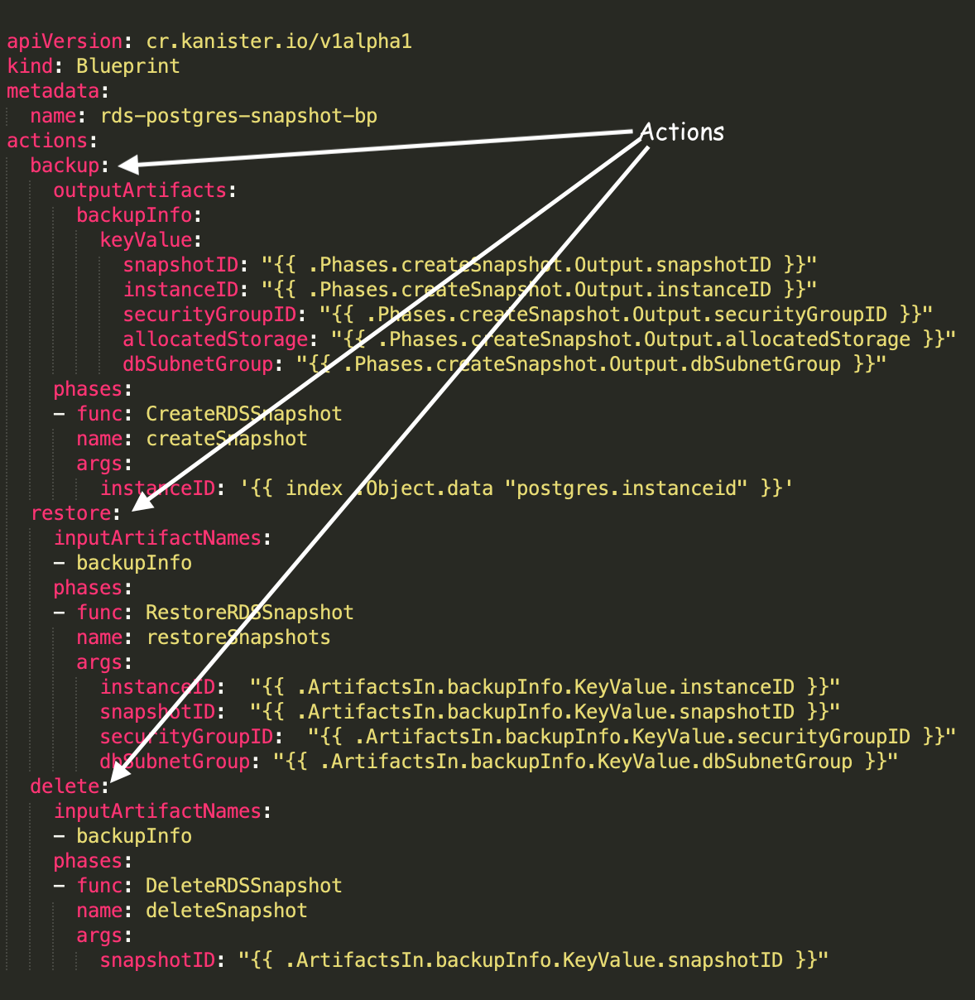 apiVersion: cr.kanister.io/v1alpha1
kind: Blueprint
metadata:
  name: rds-postgres-snapshot-bp
actions:
Actions
  backup:
    outputArtifacts:
      backupInfo:
        keyValue:
          snapshotID: "{{ .Phases.createSnapshot.Output.snapshotID }}"
          instanceID: "{{ .Phases.createSnapshot.Output.instanceID }}"
          securityGroupID: "{{ .Phases.createSnapshot.Output.securityGroupID }}"
          allocatedStorage: "{{ .Phases.createSnapshot.Output.allocatedStorage }}"
          dbSubnetGroup: "{{ .Phases.createSnapshot.Output.dbSubnetGroup }}"
    phases:
    - func: CreateRDSSnapshot
      name: createSnapshot
      args:
        instanceID: '{{ index .Object.data "postgres.instanceid" }}'
  restore:
    inputArtifactNames:
    - backupInfo
    phases:
    - func: RestoreRDSSnapshot
      name: restoreSnapshots
      args:
        instanceID:  "{{ .ArtifactsIn.backupInfo.KeyValue.instanceID }}"
        snapshotID:  "{{ .ArtifactsIn.backupInfo.KeyValue.snapshotID }}"
        securityGroupID:  "{{ .ArtifactsIn.backupInfo.KeyValue.securityGroupID }}"
        dbSubnetGroup: "{{ .ArtifactsIn.backupInfo.KeyValue.dbSubnetGroup }}"
  delete:
    inputArtifactNames:
    - backupInfo
    phases:
    - func: DeleteRDSSnapshot
      name: deleteSnapshot
      args:
        snapshotID: "{{ .ArtifactsIn.backupInfo.KeyValue.snapshotID }}"